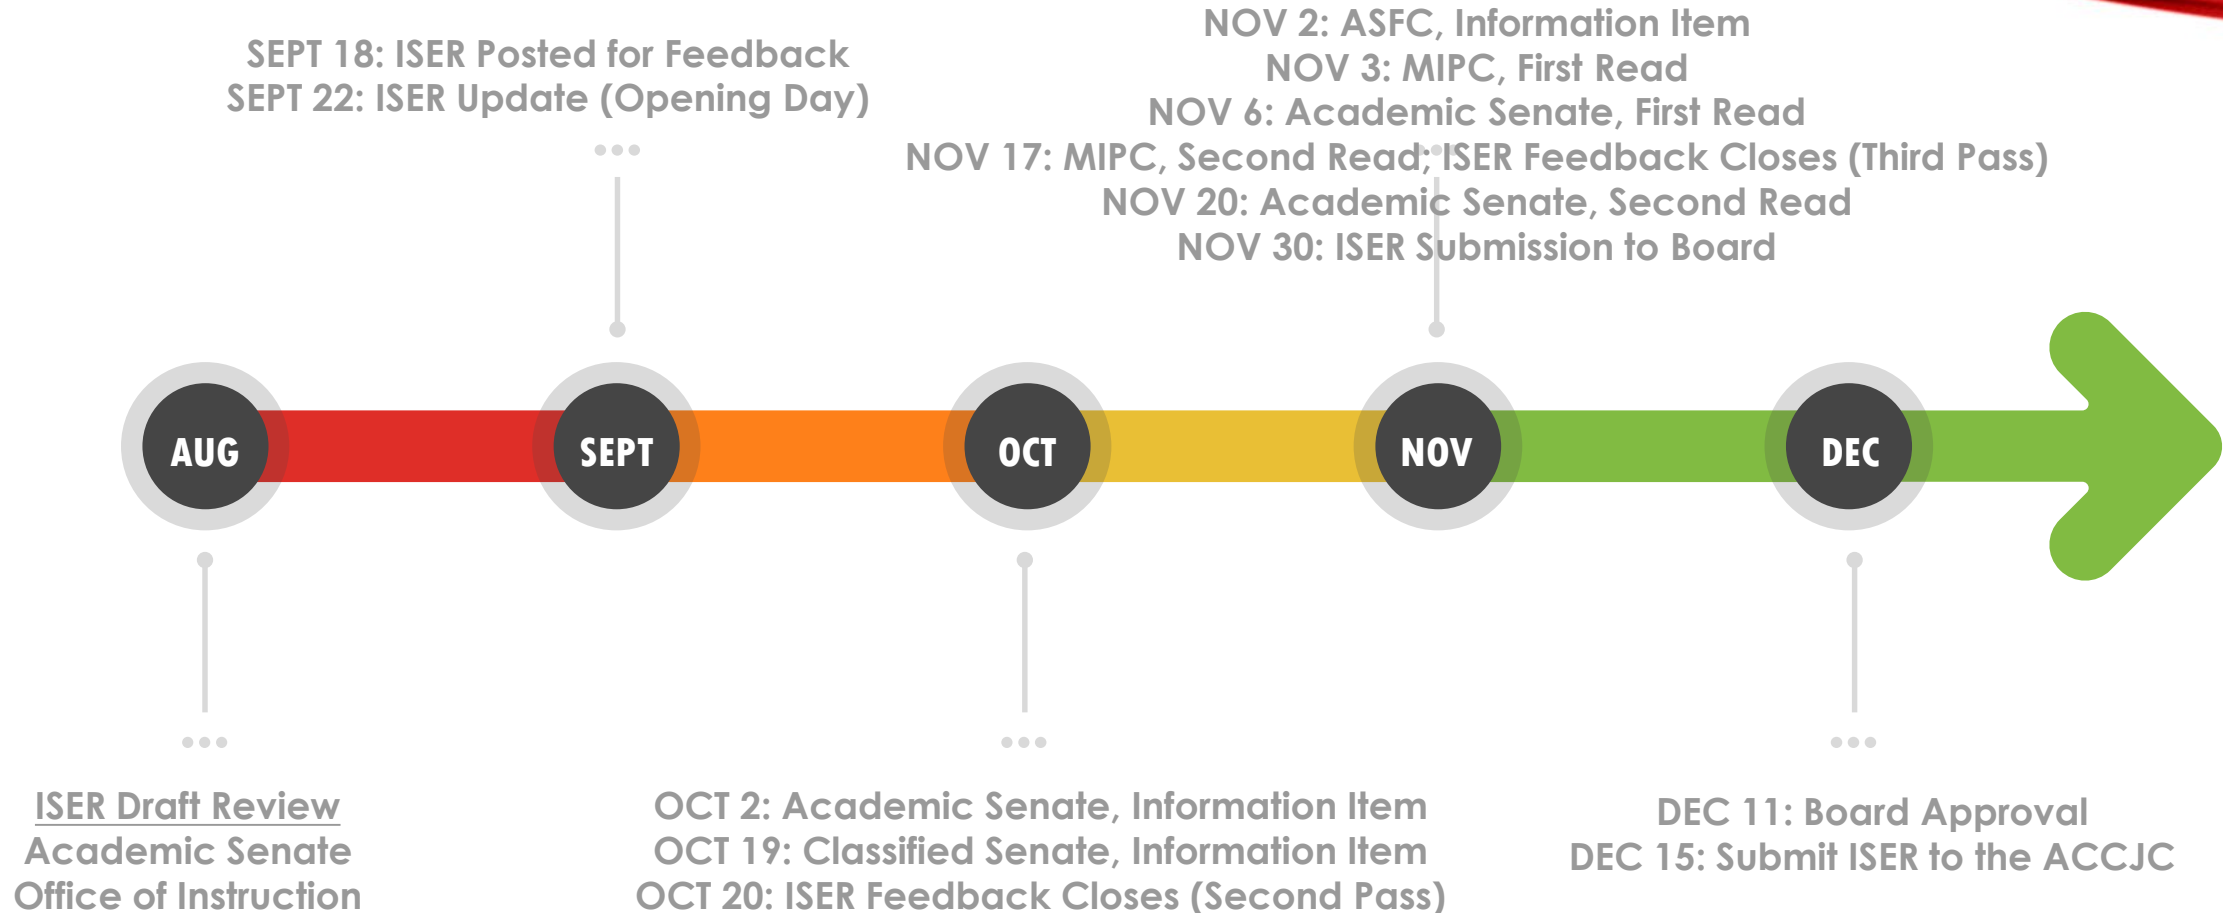 SEPT 18: ISER Posted for Feedback
SEPT 22: ISER Update (Opening Day)
NOV 2: ASFC, Information Item
NOV 3: MIPC, First Read
NOV 6: Academic Senate, First Read
NOV 17: MIPC, Second Read; ISER Feedback Closes (Third Pass)
NOV 20: Academic Senate, Second Read
NOV 30: ISER Submission to Board
AUG
SEPT
OCT
NOV
DEC
ISER Draft Review
Academic Senate
Office of Instruction
OCT 2: Academic Senate, Information Item
OCT 19: Classified Senate, Information Item
OCT 20: ISER Feedback Closes (Second Pass)
DEC 11: Board Approval
DEC 15: Submit ISER to the ACCJC